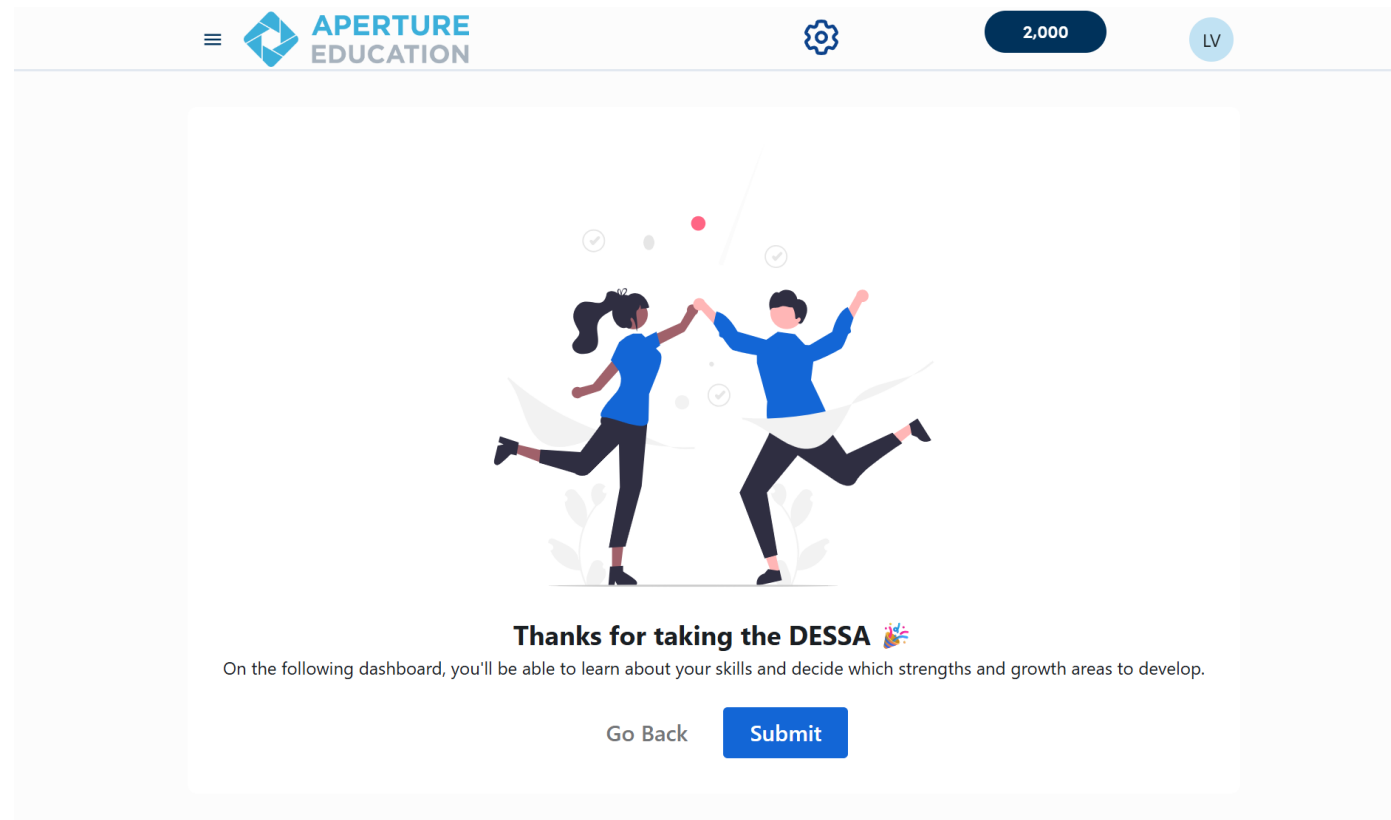 APERTURE
EDUCATION
2,000
LV
Thanks for taking the DESSA 🎉
On the following dashboard, you'll be able to learn about your skills and decide which strengths and growth areas to develop.
Go Back
Submit